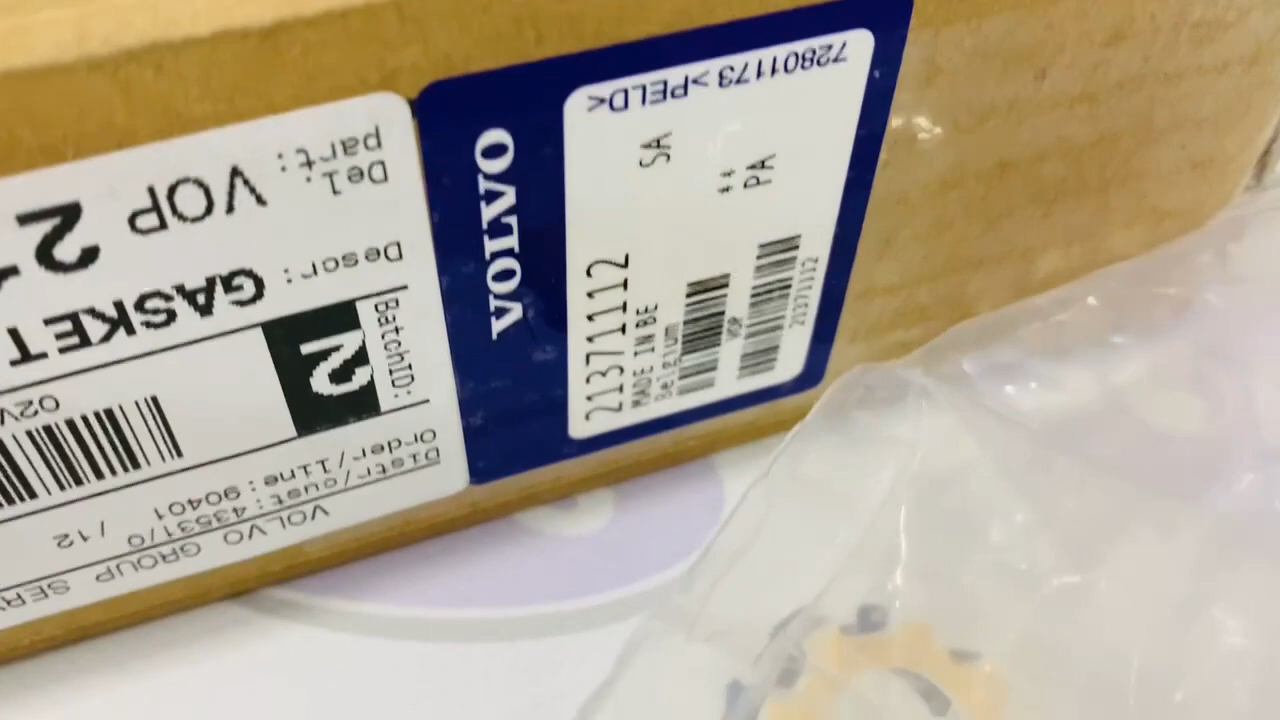 VOLVO GROUP SER
Distr/cust:43531/0 /12
Order/line:90401
02V
BatchID:
2
Descr: GASKET
Del. part: VOP 2
VOLVO
72801173 >PELD<
21371112 SA
MADE IN BE
Belgium
** PA
VOP
21371112